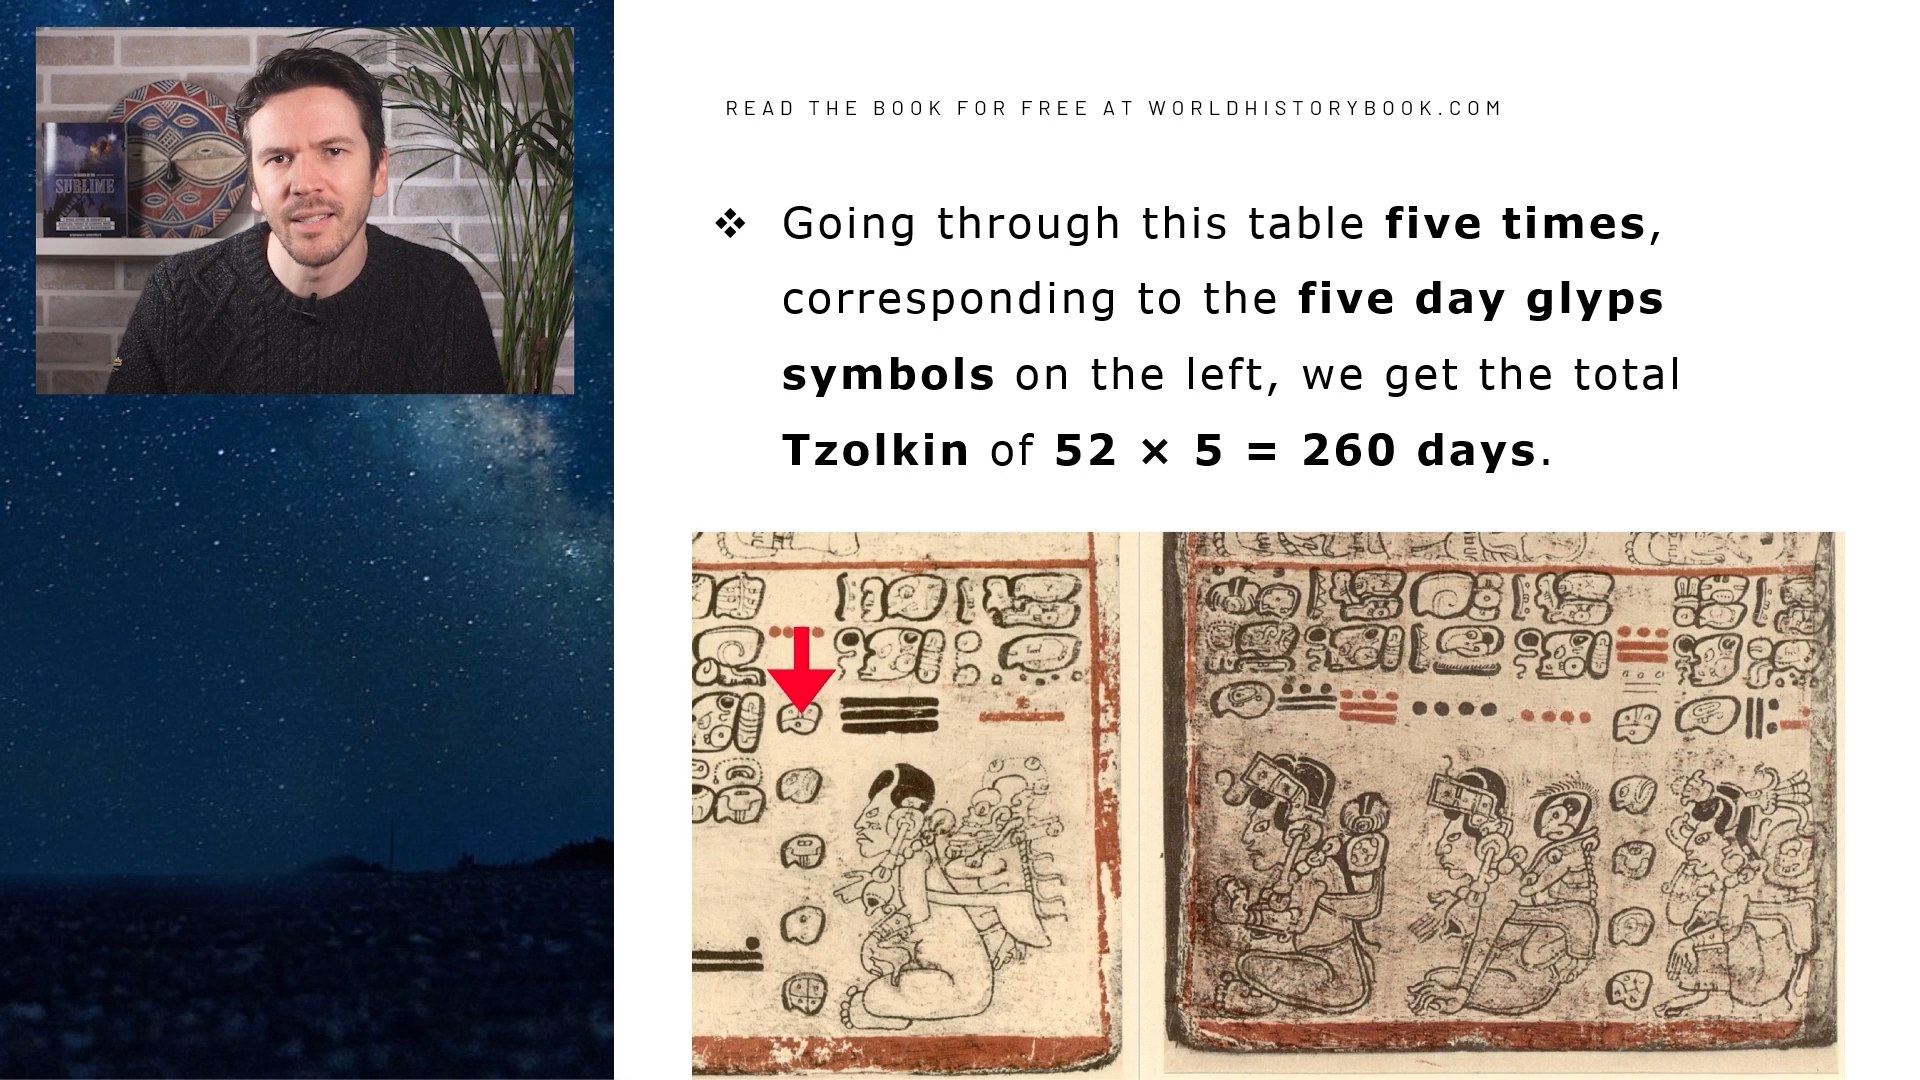 SUBLIME
READ THE BOOK FOR FREE AT WORLDHISTORYBOOK.COM
❖ Going through this table five times,
corresponding to the five day glyps
symbols on the left, we get the total
Tzolkin of 52 × 5 = 260 days.